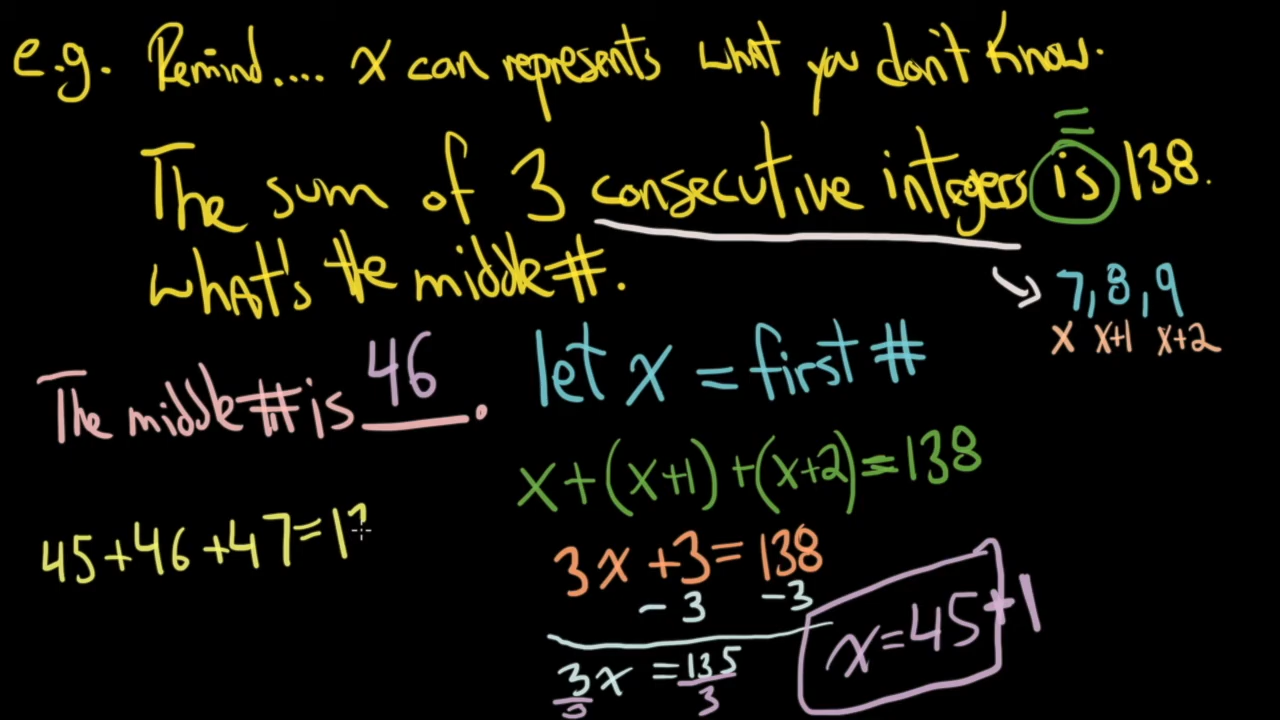 e.g. Remind.... x can represents what you don't know.
The sum of 3 consecutive integers is 138.
=
what's the middle #.
7, 8, 9
x x+1 x+2
The middle # is 46.
let x = first #
x + (x+1) + (x+2) = 138
45 + 46 + 47 = 13
3x + 3 = 138
- 3 - 3
3x = 135
3 3
x = 45 + 1